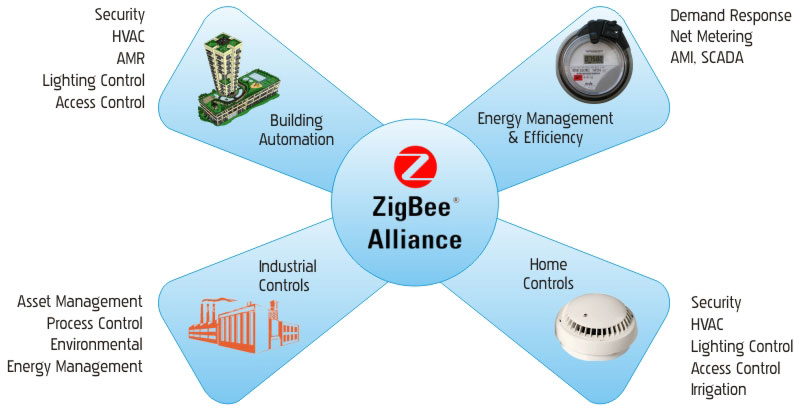 Security
HVAC
AMR
Lighting Control
Access Control
Building
Automation
Energy Management
& Efficiency
Demand Response
Net Metering
AMI, SCADA
ZigBee®
Alliance
Industrial
Controls
Asset Management
Process Control
Environmental
Energy Management
Home
Controls
Security
HVAC
Lighting Control
Access Control
Irrigation